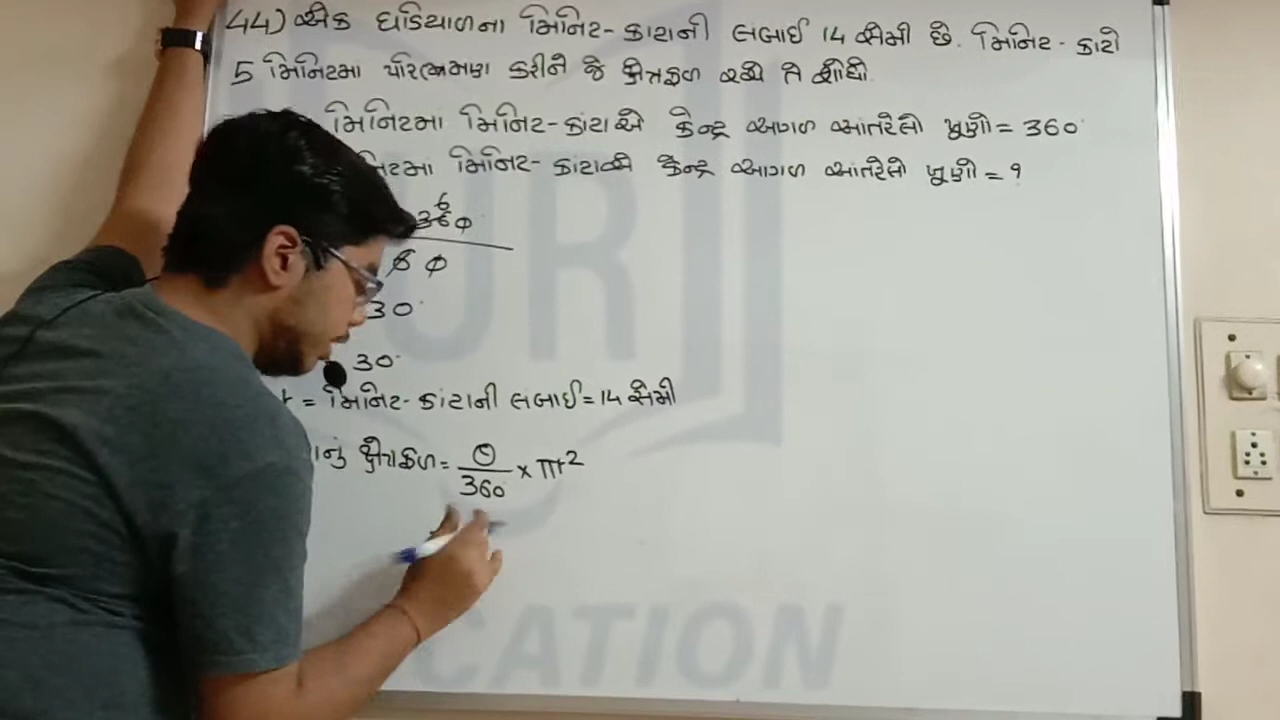 44) એક ઘડિયાળના મિનિટ-કાટાની લબાઈ 14 સેમી છે. મિનિટ-કાટો
5 મિનિટમા પરિભ્રમણ કરીને જે ક્ષેત્રફળ રચે તે શોધો
મિનિટમાં મિનિટ-કાંટાએ કેન્દ્ર આગળ આંતરેલો ખૂણો = 360°
મિનિટ-કાંટાએ કેન્દ્ર આગળ આંતરેલો ખૂણો = ?
6
360
60
30°
30°
r = મિનિટ-કાંટાની લબાઈ = 14 સેમી
ક્ષેત્રફળ = θ/360 × πr²
CATION